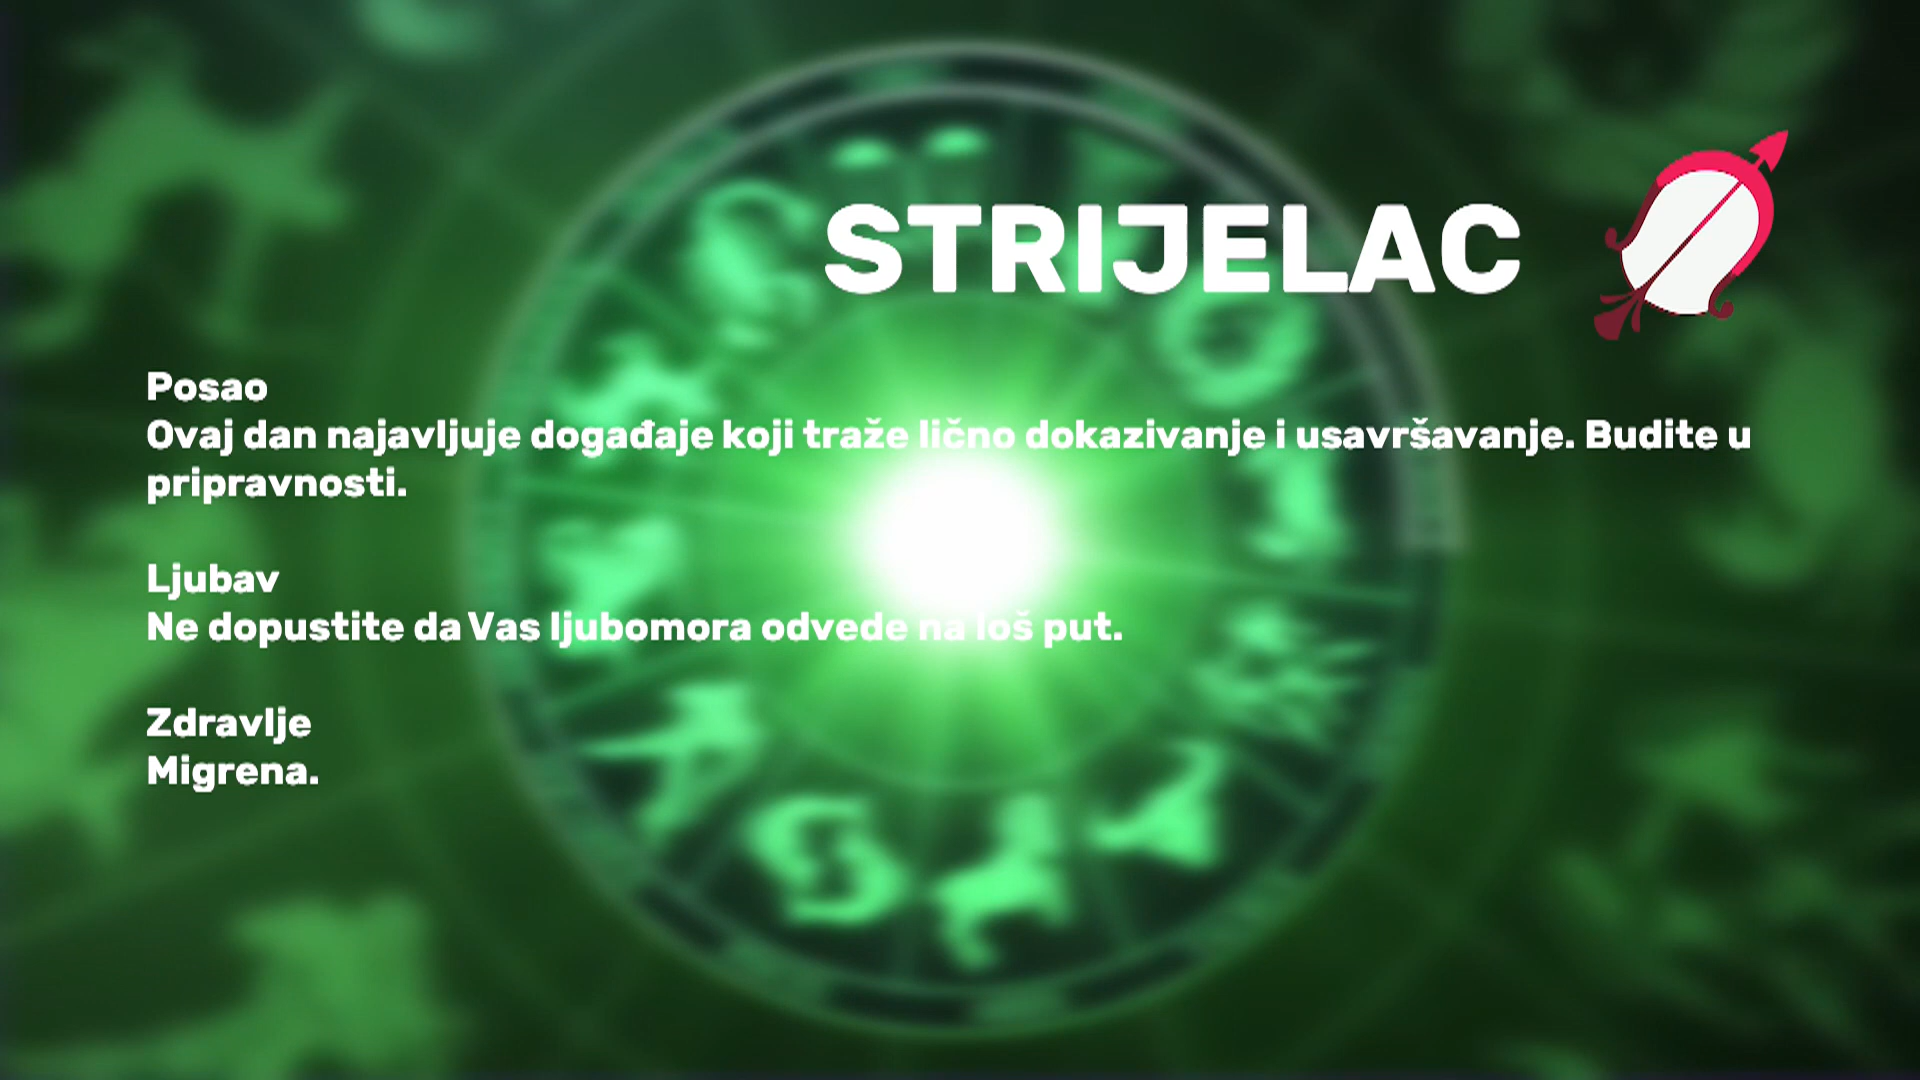 STRIJELAC
Posao
Ovaj dan najavljuje događaje koji traže lično dokazivanje i usavršavanje. Budite u
pripravnosti.
Ljubav
Ne dopustite da Vas ljubomora odvede na loš put.
Zdravlje
Migrena.